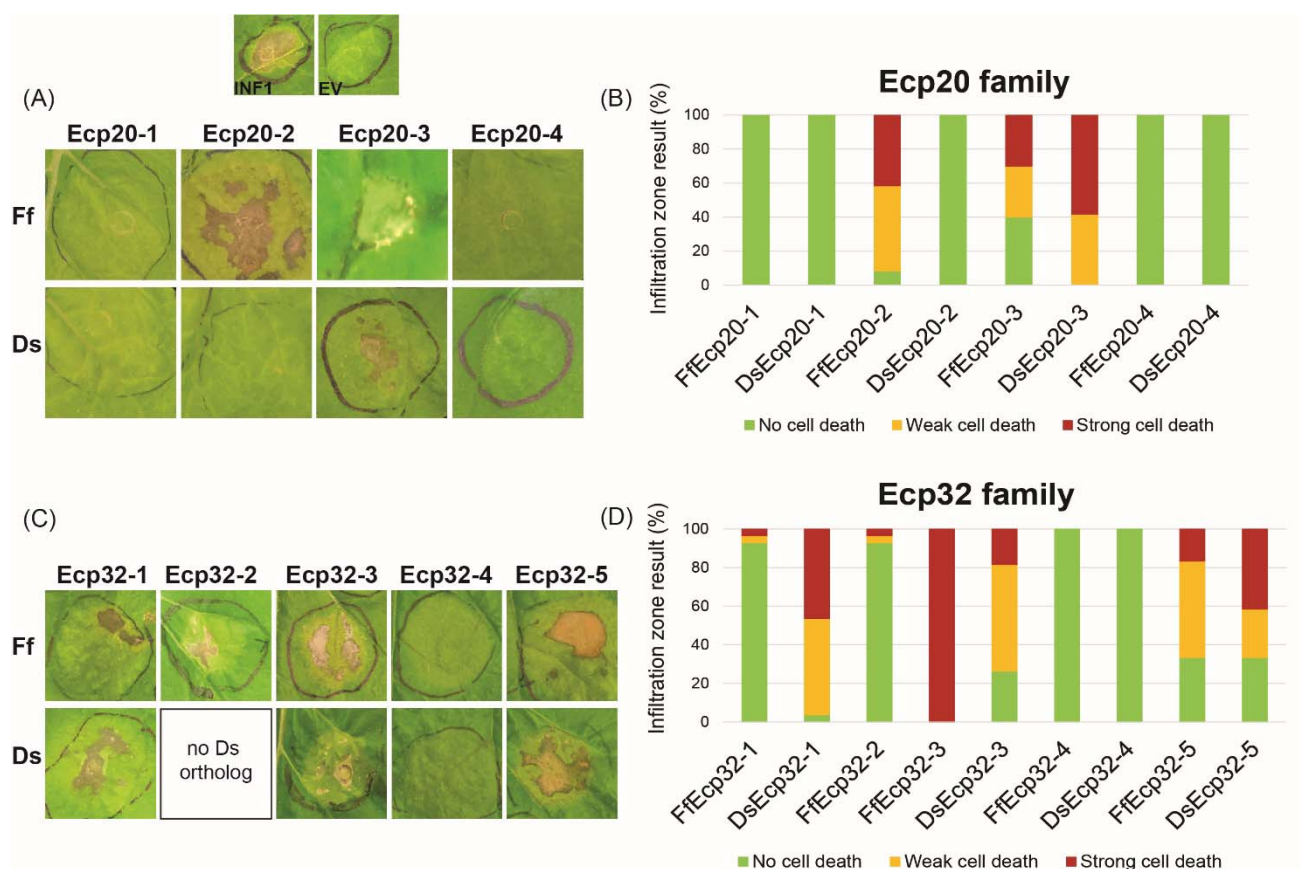 INF1 EV
(A)
Ecp20-1 Ecp20-2 Ecp20-3 Ecp20-4
Ff
Ds
(B)
Ecp20 family
Infiltration zone result (%)
100
80
60
40
20
0
FfEcp20-1 DsEcp20-1 FfEcp20-2 DsEcp20-2 FfEcp20-3 DsEcp20-3 FfEcp20-4 DsEcp20-4
No cell death Weak cell death Strong cell death
(C)
Ecp32-1 Ecp32-2 Ecp32-3 Ecp32-4 Ecp32-5
Ff
Ds
no Ds
ortholog
(D)
Ecp32 family
Infiltration zone result (%)
100
80
60
40
20
0
FfEcp32-1 DsEcp32-1 FfEcp32-2 FfEcp32-3 DsEcp32-3 FfEcp32-4 DsEcp32-4 FfEcp32-5 DsEcp32-5
No cell death Weak cell death Strong cell death